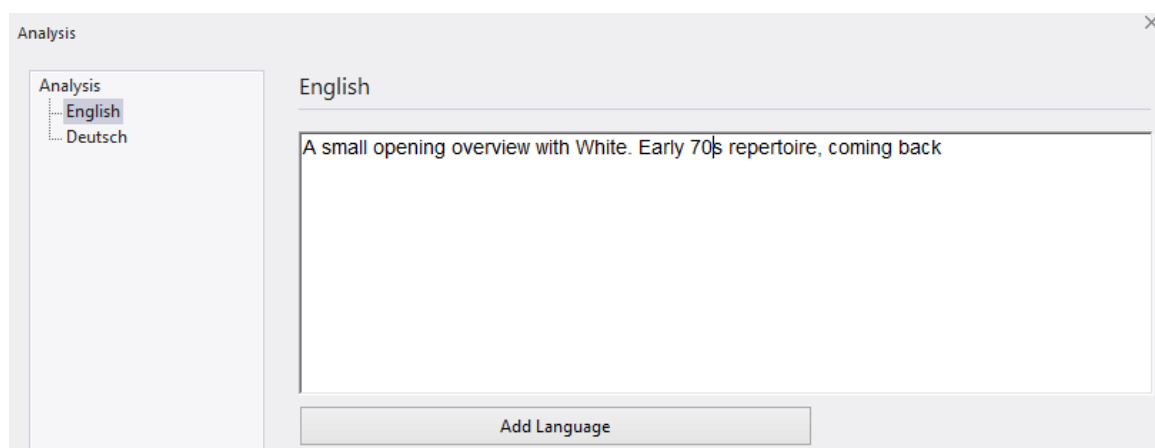 Analysis
Analysis
English
Deutsch
English
A small opening overview with White. Early 70s repertoire, coming back
Add Language